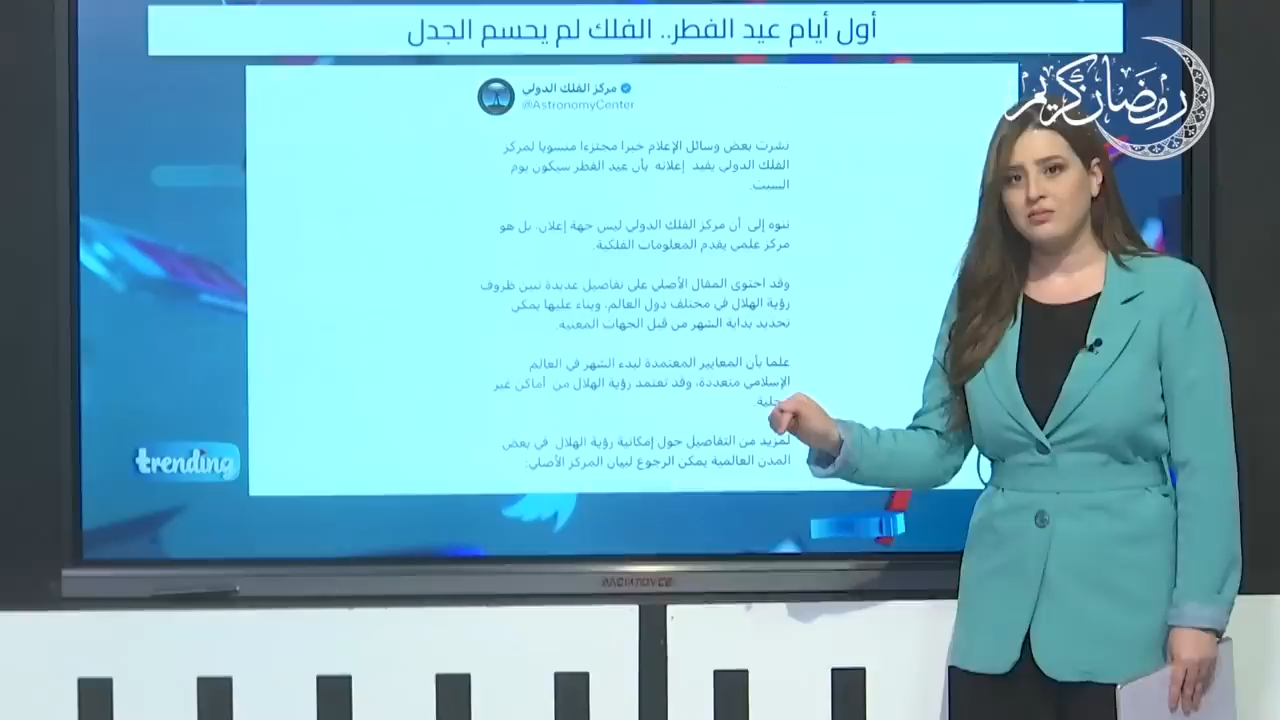 أول أيام عيد الفطر.. الفلك لم يحسم الجدل
رمضان كريم
مركز الفلك الدولي
@AstronomyCenter
نشرت بعض وسائل الإعلام خبرا مجتزءا منسوبا لمركز
الفلك الدولي يفيد إعلانه بأن عيد الفطر سيكون يوم
السبت.
ننوه إلى أن مركز الفلك الدولي ليس جهة إعلان، بل هو
مركز علمي يقدم المعلومات الفلكية.
وقد احتوى المقال الأصلي على تفاصيل عديدة تبين ظروف
رؤية الهلال في مختلف دول العالم، وبناء عليها يمكن
تحديد بداية الشهر من قبل الجهات المعنية.
علما بأن المعايير المعتمدة لبدء الشهر في العالم
الإسلامي متعددة، وقد تعتمد رؤية الهلال من أماكن غير
لمزيد من التفاصيل حول إمكانية رؤية الهلال في بعض
المدن العالمية يمكن الرجوع لبيان المركز الأصلي:
trending